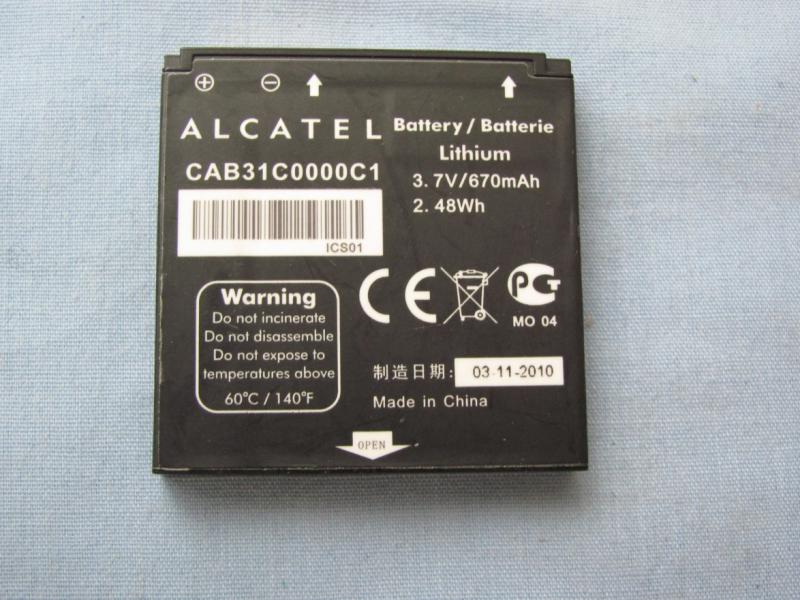 ALCATEL
Battery / Batterie
Lithium
CAB31C0000C1
3.7V/670mAh
2.48Wh
ICS01
Warning
Do not incinerate
Do not disassemble
Do not expose to
temperatures above
60°C / 140°F
CE
PCT
MO 04
制造日期: 03-11-2010
Made in China
OPEN